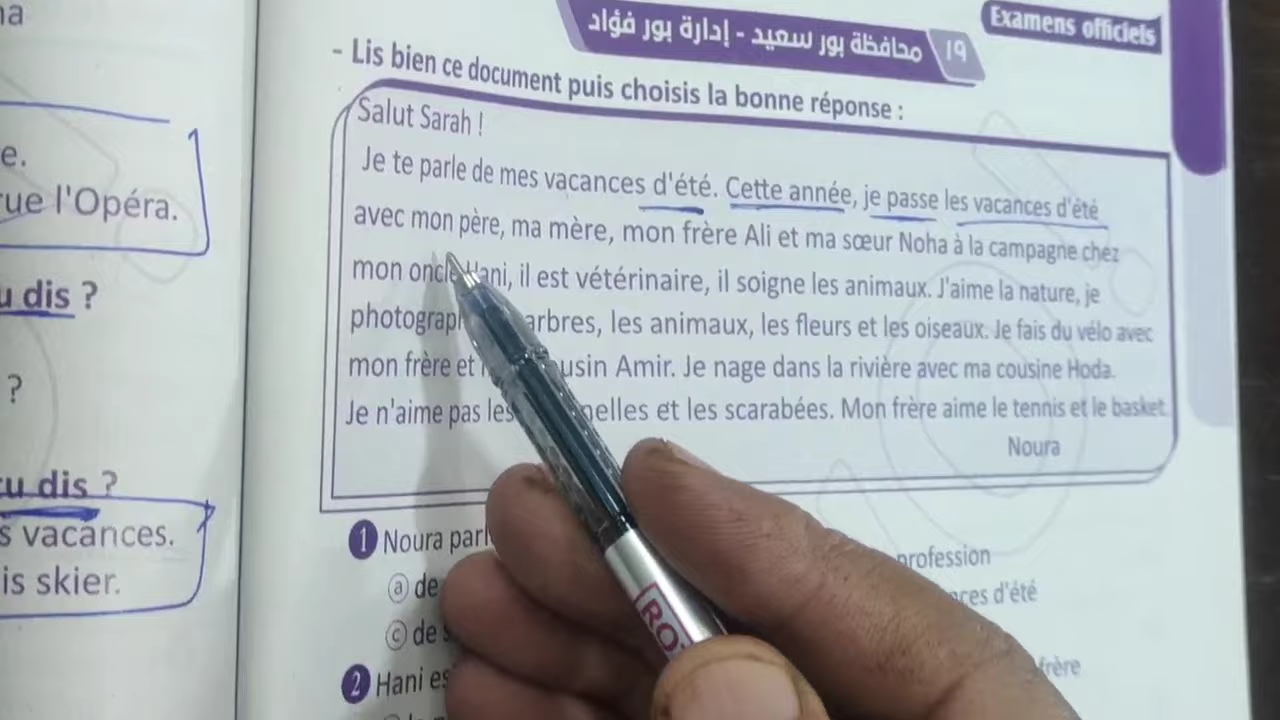 na
e.
rue l'Opéra.
u dis ?
?
tu dis ?
s vacances.
is skier.
Examens officiels
١٩ محافظة بور سعيد - إدارة بور فؤاد
- Lis bien ce document puis choisis la bonne réponse :
Salut Sarah !
Je te parle de mes vacances d'été. Cette année, je passe les vacances d'été
avec mon père, ma mère, mon frère Ali et ma sœur Noha à la campagne chez
mon oncle Hani, il est vétérinaire, il soigne les animaux. J'aime la nature, je
photograp arbres, les animaux, les fleurs et les oiseaux. Je fais du vélo avec
mon frère et usin Amir. Je nage dans la rivière avec ma cousine Hoda.
Je n'aime pas les nelles et les scarabées. Mon frère aime le tennis et le basket.
Noura
1 Noura parl profession
a de nces d'été
c de s
2 Hani es frère
ROT